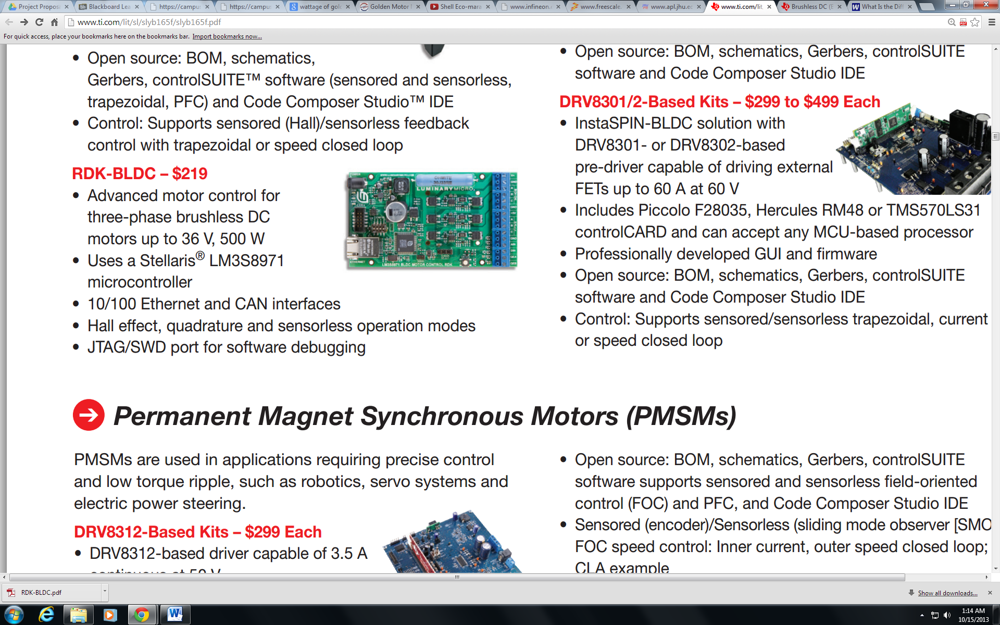 Project Propos
Blackboard Lea
https://campu
https://campus
wattage of gol
Golden Motor
Shell Eco-mara
www.infineon.
www.freescale.
www.apl.jhu.ec
www.ti.com/lit
Brushless DC (B
What Is the Dif
www.ti.com/lit/sl/slyb165f/slyb165f.pdf
For quick access, place your bookmarks here on the bookmarks bar. Import bookmarks now...
• Open source: BOM, schematics,
Gerbers, controlSUITE™ software (sensored and sensorless,
trapezoidal, PFC) and Code Composer Studio™ IDE
• Control: Supports sensored (Hall)/sensorless feedback
control with trapezoidal or speed closed loop
RDK-BLDC – $219
• Advanced motor control for
three-phase brushless DC
motors up to 36 V, 500 W
• Uses a Stellaris® LM3S8971
microcontroller
• 10/100 Ethernet and CAN interfaces
• Hall effect, quadrature and sensorless operation modes
• JTAG/SWD port for software debugging
OHMITE
LUMINARYMICRO
LM3S8971 BLDC MOTOR CONTROL RDK
ETHERNET
• Open source: BOM, schematics, Gerbers, controlSUITE
software and Code Composer Studio IDE
DRV8301/2-Based Kits – $299 to $499 Each
• InstaSPIN-BLDC solution with
DRV8301- or DRV8302-based
pre-driver capable of driving external
FETs up to 60 A at 60 V
• Includes Piccolo F28035, Hercules RM48 or TMS570LS31
controlCARD and can accept any MCU-based processor
• Professionally developed GUI and firmware
• Open source: BOM, schematics, Gerbers, controlSUITE
software and Code Composer Studio IDE
• Control: Supports sensored/sensorless trapezoidal, current
or speed closed loop
Permanent Magnet Synchronous Motors (PMSMs)
PMSMs are used in applications requiring precise control
and low torque ripple, such as robotics, servo systems and
electric power steering.
DRV8312-Based Kits – $299 Each
• DRV8312-based driver capable of 3.5 A
continuous at 50 V
• Open source: BOM, schematics, Gerbers, controlSUITE
software supports sensored and sensorless field-oriented
control (FOC) and PFC, and Code Composer Studio IDE
• Sensored (encoder)/Sensorless (sliding mode observer [SMO
FOC speed control: Inner current, outer speed closed loop;
CLA example
RDK-BLDC.pdf
Show all downloads...
1:14 AM
10/15/2013